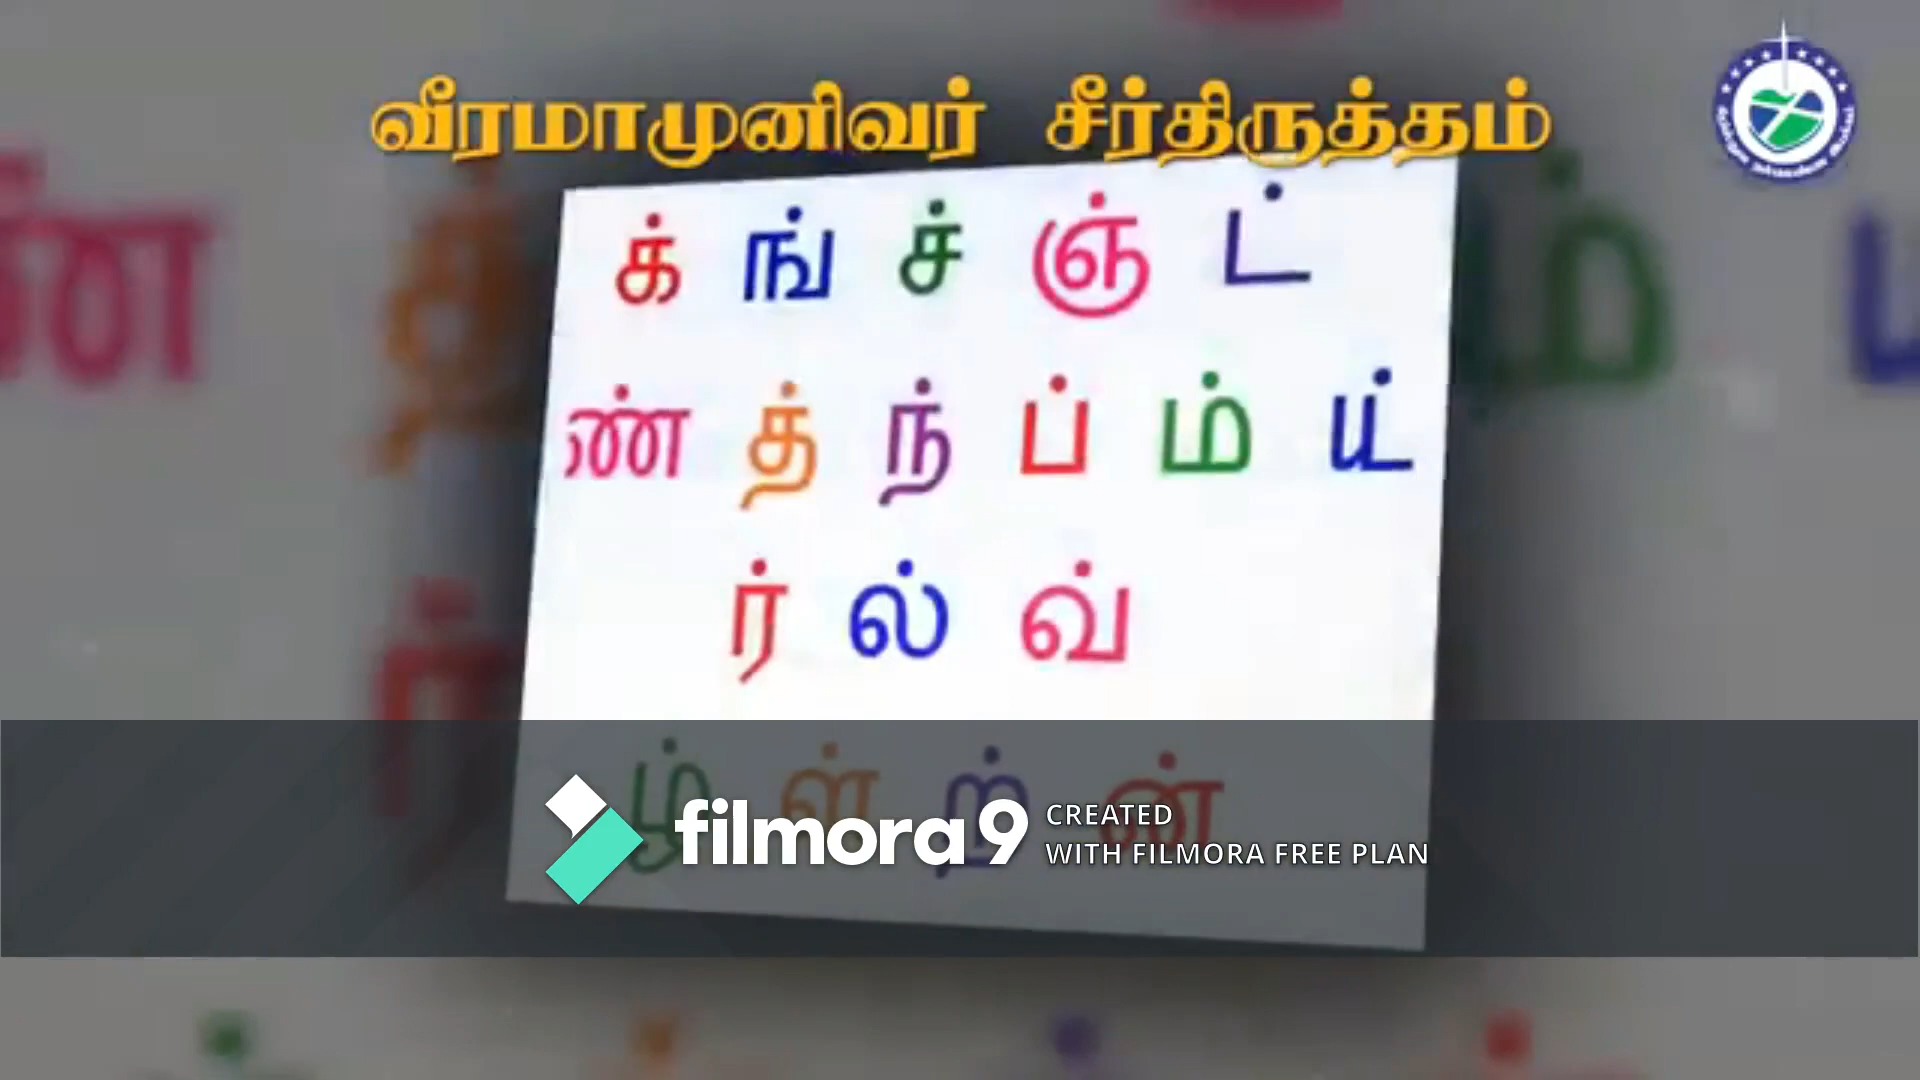 வீரமாமுனிவர் சீர்திருத்தம்
க் ங் ச் ஞ் ட்
ண் த் ந் ப் ம் ய்
ர் ல் வ்
ழ் ள் ற் ன்
filmora9 CREATED
WITH FILMORA FREE PLAN